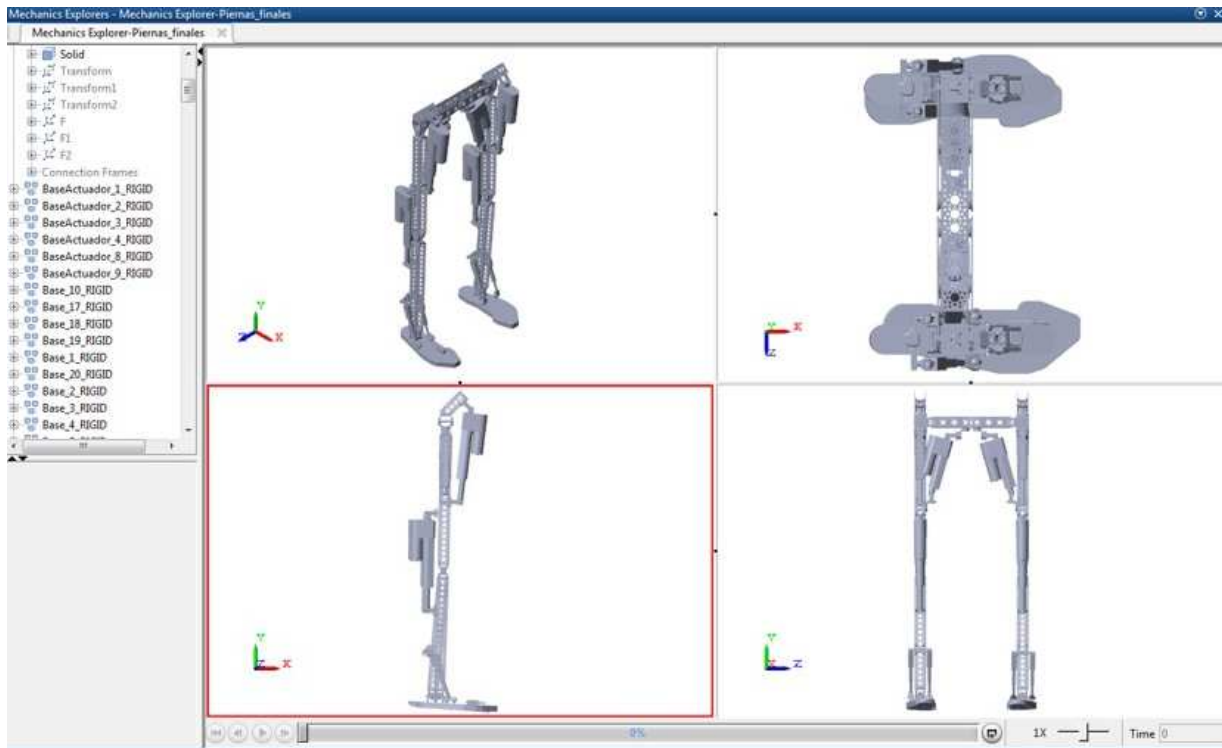 Mechanics Explorers - Mechanics Explorer-Piernas_finales
Mechanics Explorer-Piernas_finales
Solid
Transform
Transform1
Transform2
F
F1
F2
Connection Frames
BaseActuador_1_RIGID
BaseActuador_2_RIGID
BaseActuador_3_RIGID
BaseActuador_4_RIGID
BaseActuador_8_RIGID
BaseActuador_9_RIGID
Base_10_RIGID
Base_17_RIGID
Base_18_RIGID
Base_19_RIGID
Base_1_RIGID
Base_20_RIGID
Base_2_RIGID
Base_3_RIGID
Base_4_RIGID
Y
Z X
Y X
Z
Y
Z X
Y
X Z
0%
1X
Time 0